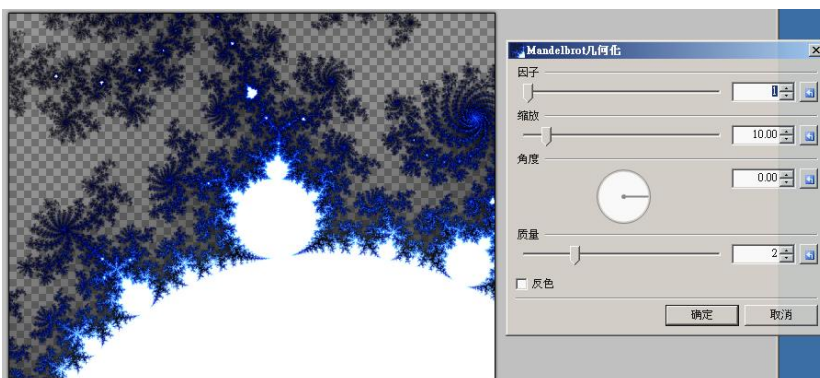 Mandelbrot几何化
因子
1
缩放
10.00
角度
0.00
质量
2
反色
确定
取消